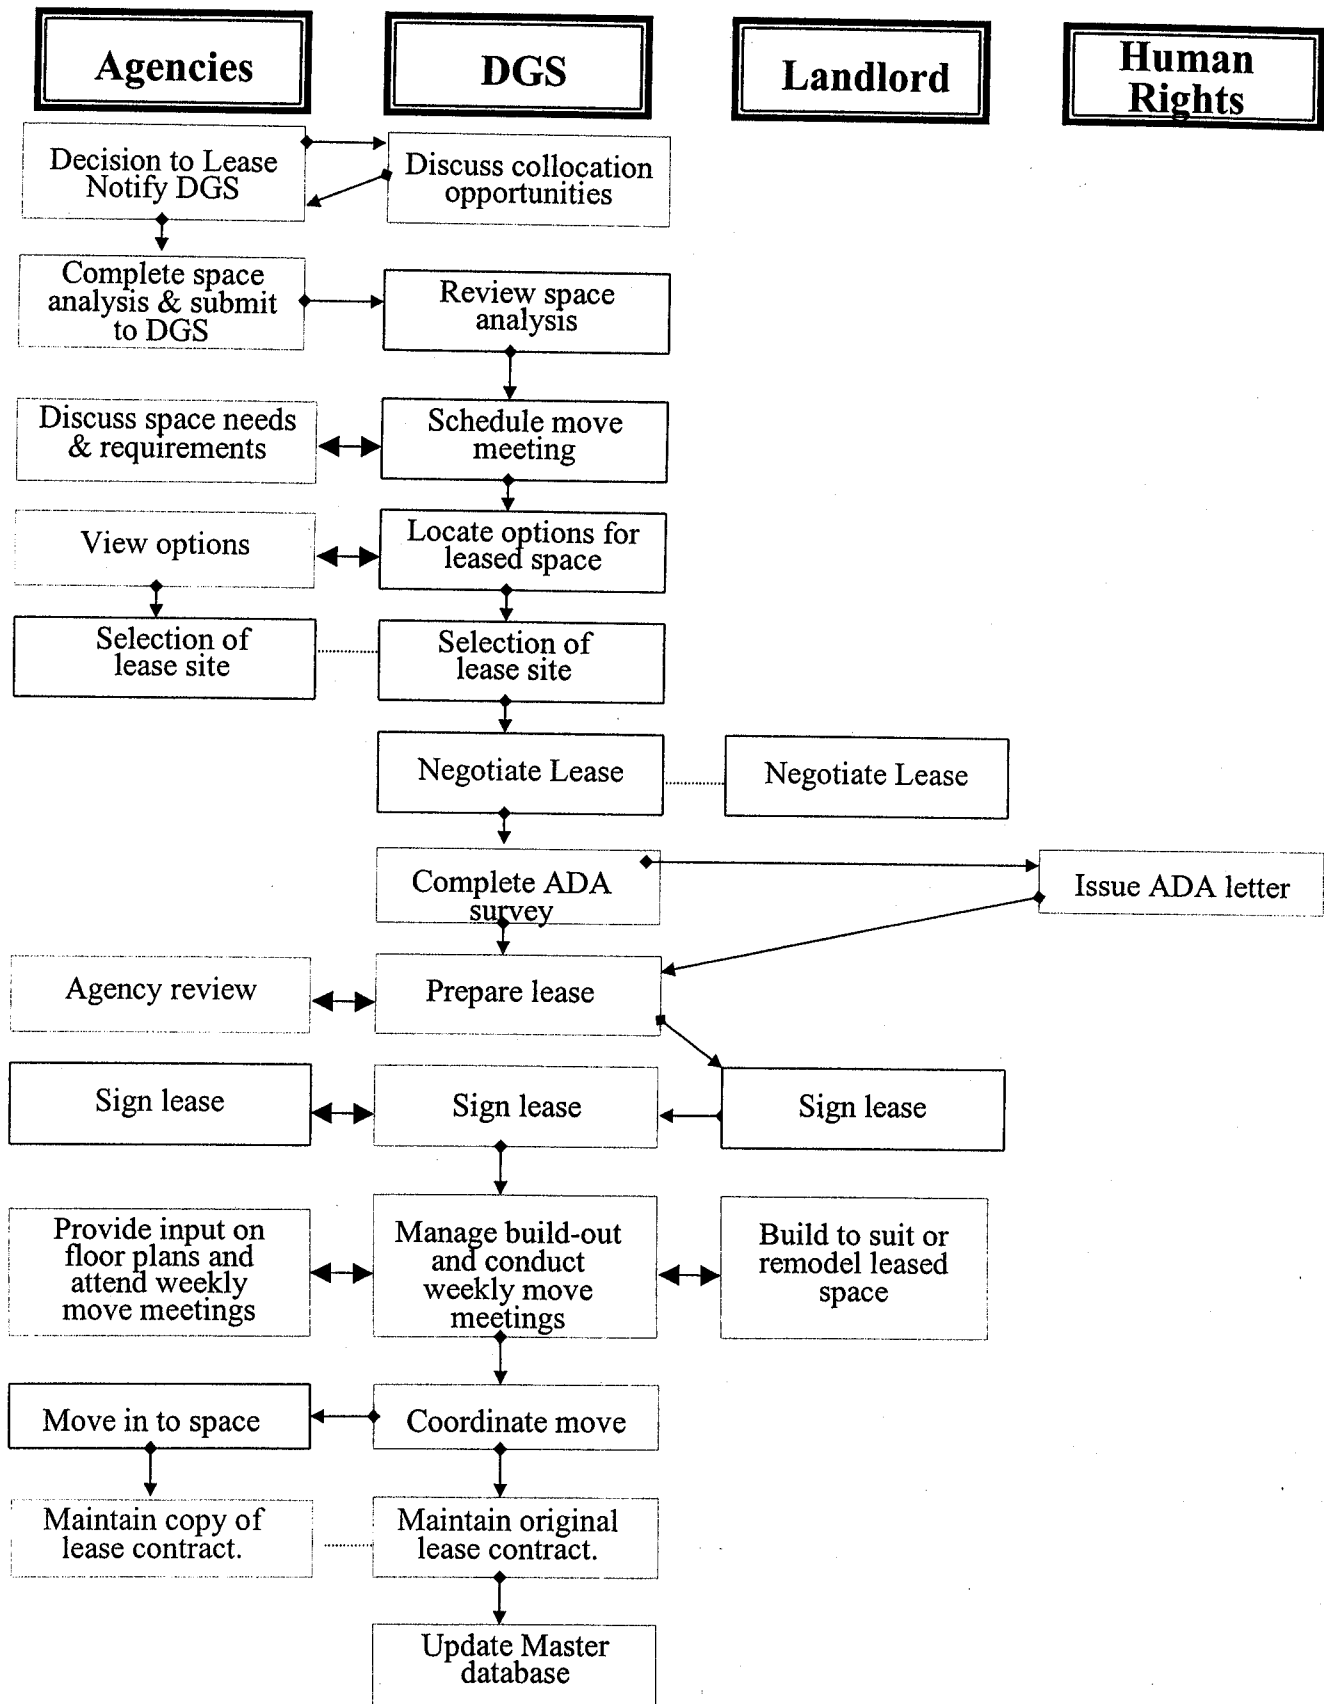 Agencies
DGS
Landlord
Human
Rights
Decision to Lease
Notify DGS
Discuss collocation
opportunities
Complete space
analysis & submit
to DGS
Review space
analysis
Discuss space needs
& requirements
Schedule move
meeting
View options
Locate options for
leased space
Selection of
lease site
Selection of
lease site
Negotiate Lease
Negotiate Lease
Complete ADA
survey
Issue ADA letter
Agency review
Prepare lease
Sign lease
Sign lease
Sign lease
Provide input on
floor plans and
attend weekly
move meetings
Manage build-out
and conduct
weekly move
meetings
Build to suit or
remodel leased
space
Move in to space
Coordinate move
Maintain copy of
lease contract.
Maintain original
lease contract.
Update Master
database